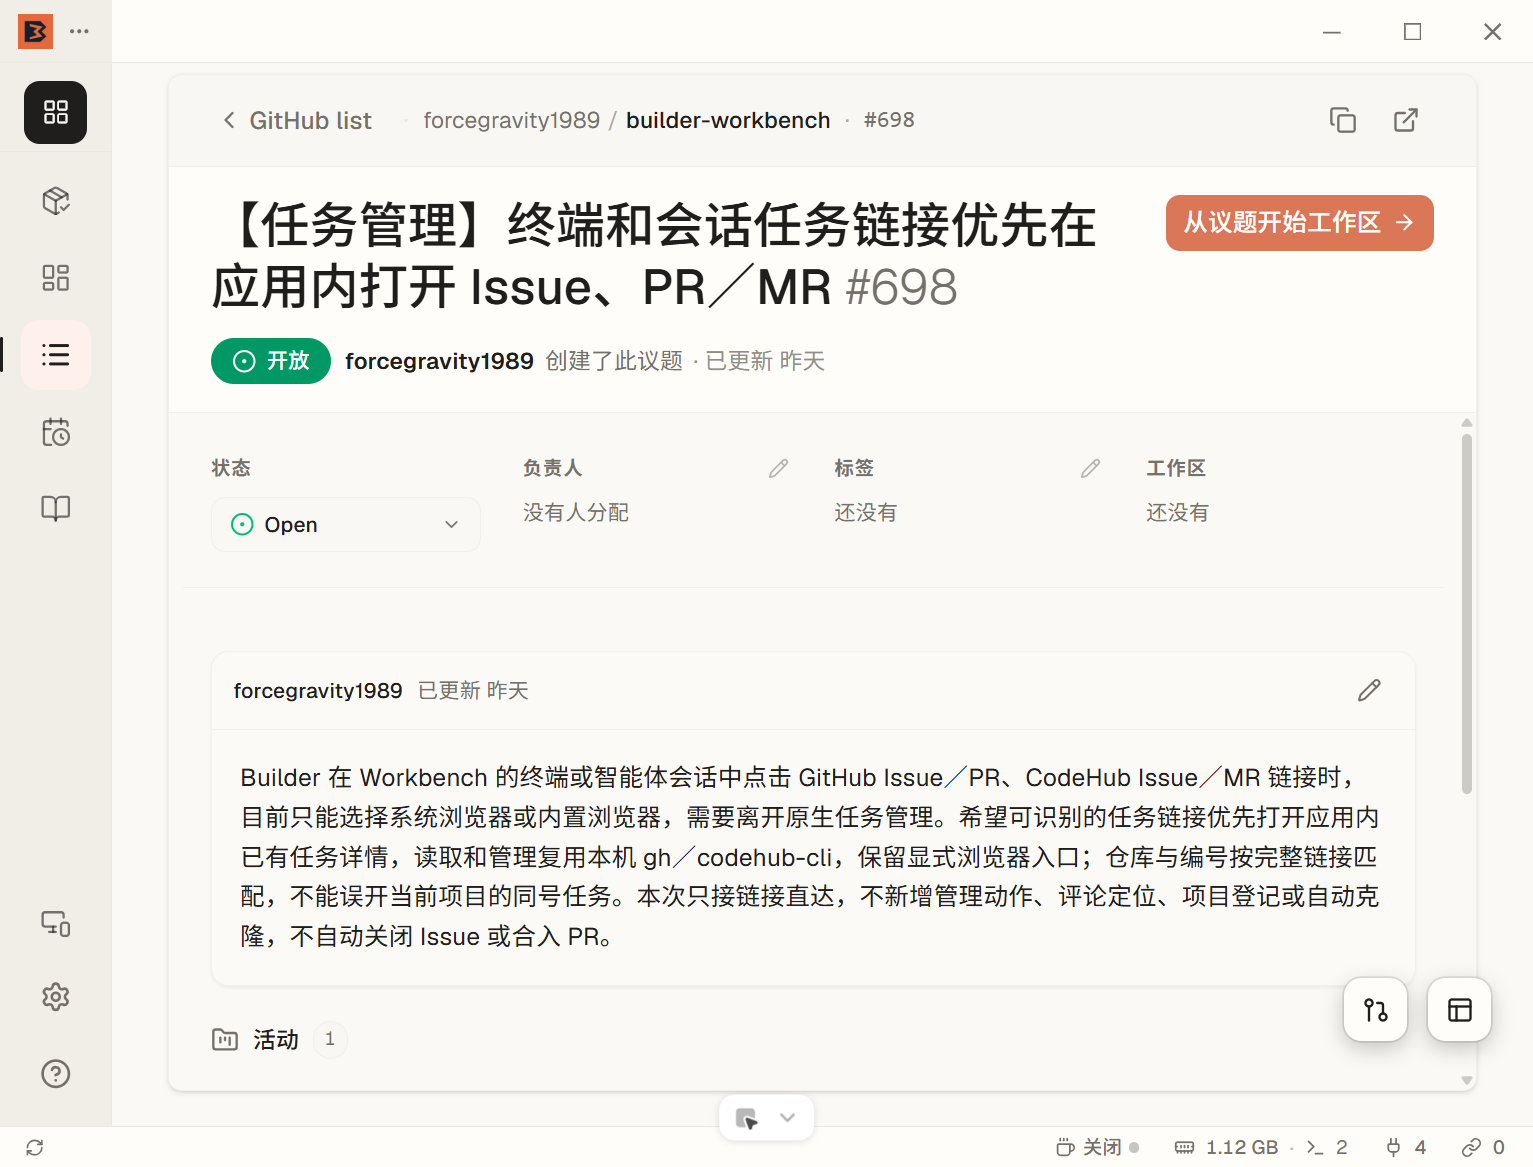 GitHub list · forcegravity1989 / builder-workbench · #698
【任务管理】终端和会话任务链接优先在
应用内打开 Issue、PR／MR #698
从议题开始工作区 →
开放 forcegravity1989 创建了此议题 · 已更新 昨天
状态 负责人 标签 工作区
Open 没有人分配 还没有 还没有
forcegravity1989 已更新 昨天
Builder 在 Workbench 的终端或智能体会话中点击 GitHub Issue／PR、CodeHub Issue／MR 链接时，
目前只能选择系统浏览器或内置浏览器，需要离开原生任务管理。希望可识别的任务链接优先打开应用内
已有任务详情，读取和管理复用本机 gh／codehub-cli，保留显式浏览器入口；仓库与编号按完整链接匹
配，不能误开当前项目的同号任务。本次只接链接直达，不新增管理动作、评论定位、项目登记或自动克
隆，不自动关闭 Issue 或合入 PR。
活动 1
关闭 1.12 GB · 2 4 0